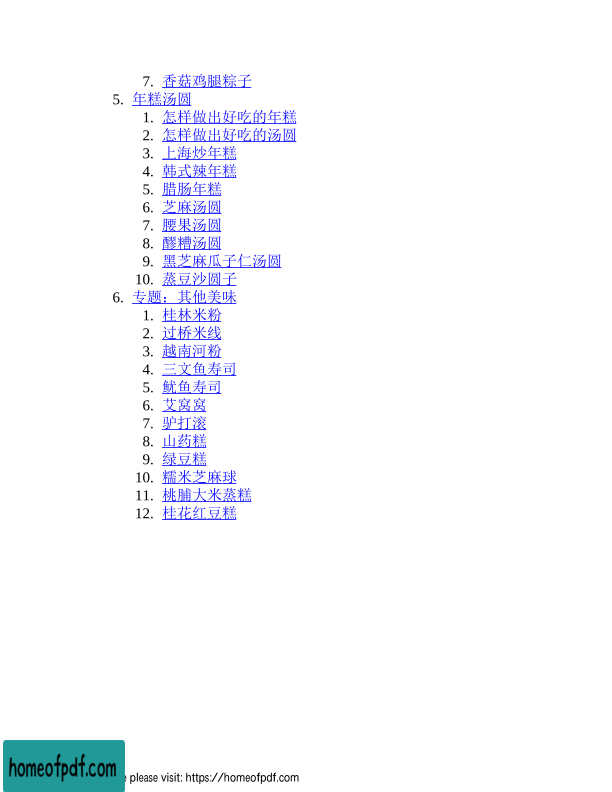 7. 香菇鸡腿粽子
5. 年糕汤圆
1. 怎样做出好吃的年糕
2. 怎样做出好吃的汤圆
3. 上海炒年糕
4. 韩式辣年糕
5. 腊肠年糕
6. 芝麻汤圆
7. 腰果汤圆
8. 醪糟汤圆
9. 黑芝麻瓜子仁汤圆
10. 蒸豆沙圆子
6. 专题：其他美味
1. 桂林米粉
2. 过桥米线
3. 越南河粉
4. 三文鱼寿司
5. 鱿鱼寿司
6. 艾窝窝
7. 驴打滚
8. 山药糕
9. 绿豆糕
10. 糯米芝麻球
11. 桃脯大米蒸糕
12. 桂花红豆糕
homeofpdf.com
please visit: https://homeofpdf.com